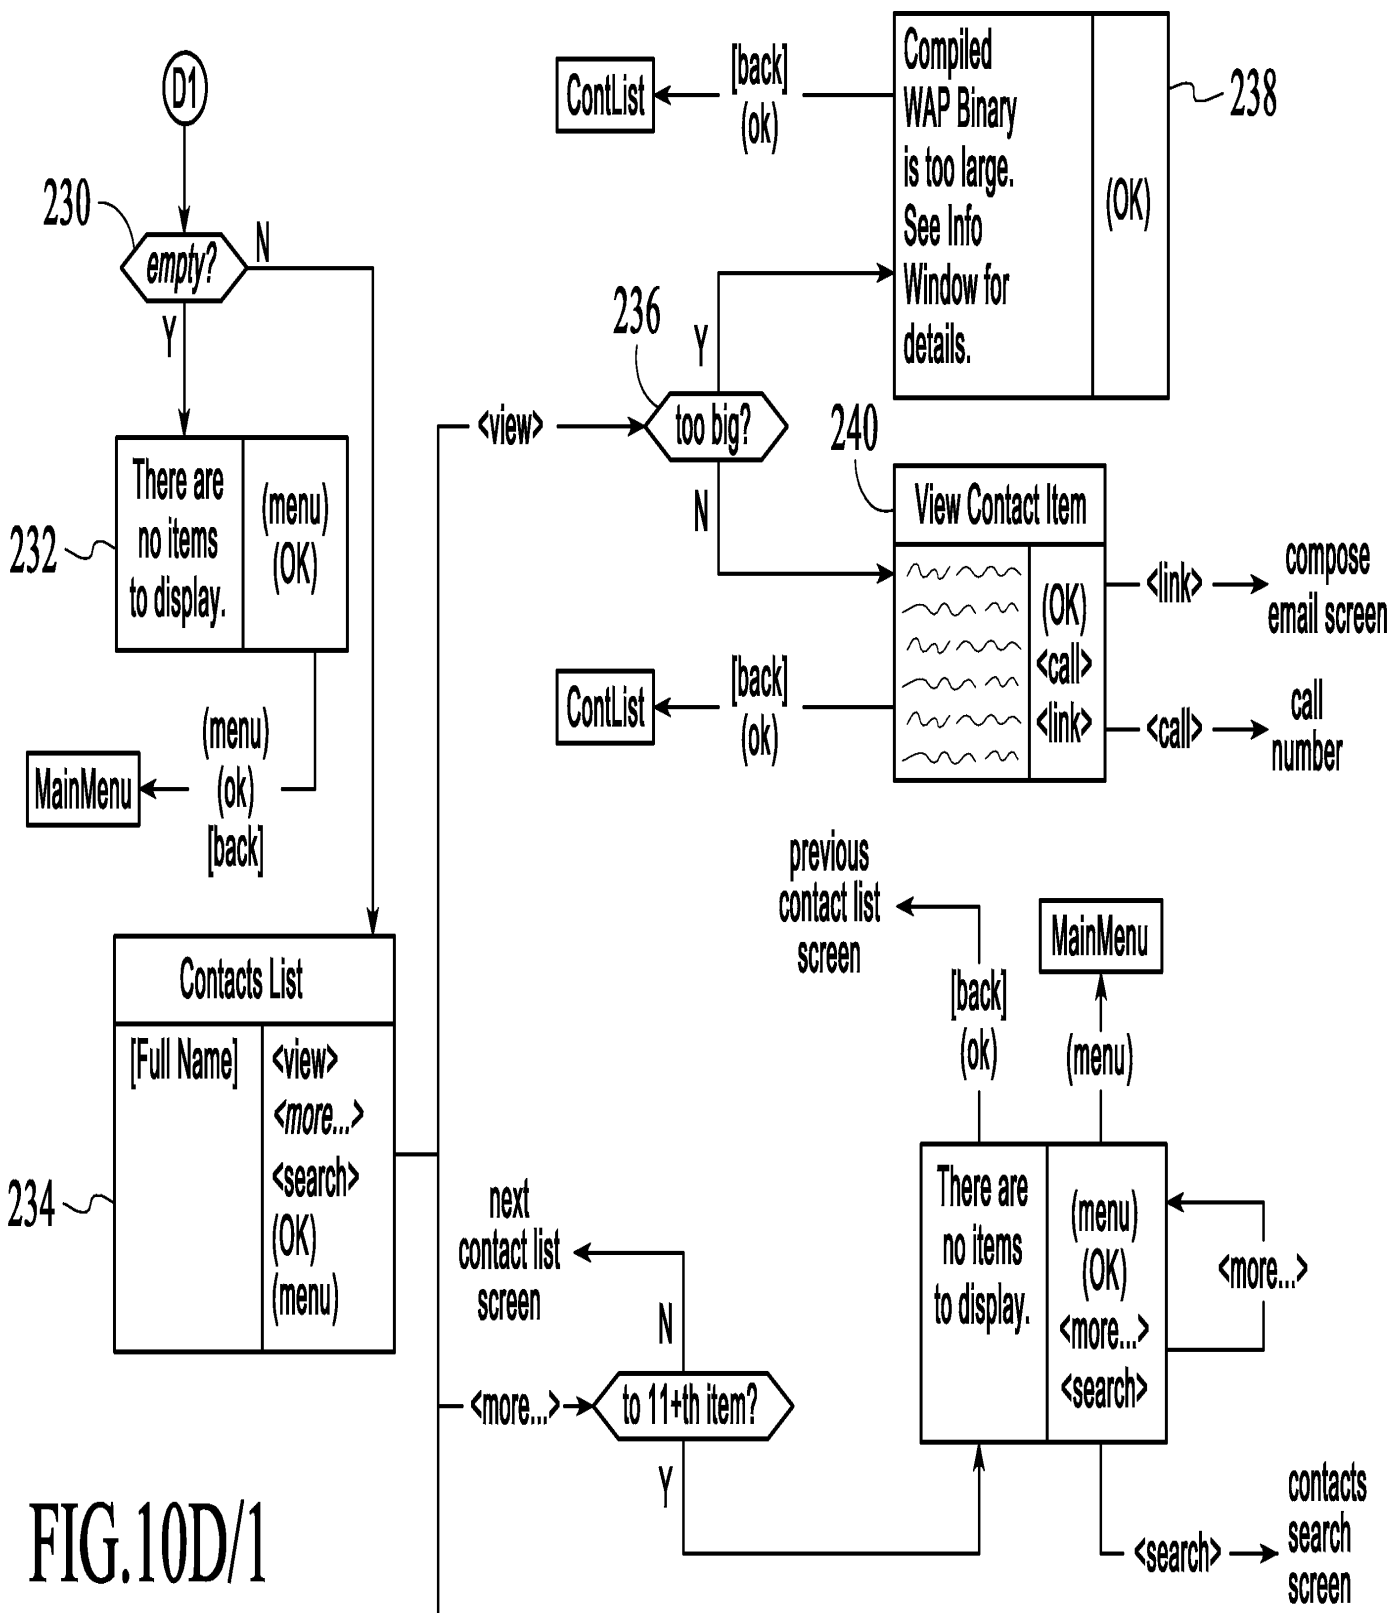 D1
230
empty?
N
Y
There are
no items
to display.
(menu)
(OK)
232
(menu)
(ok)
[back]
MainMenu
Contacts List
[Full Name]
<view>
<more...>
<search>
(OK)
(menu)
234
<view>
236
too big?
Y
N
Compiled
WAP Binary
is too large.
See Info
Window for
details.
(OK)
238
[back]
(ok)
ContList
240
View Contact Item
(OK)
<call>
<link>
<link>
compose
email screen
<call>
call
number
[back]
(ok)
ContList
<more...>
to 11+th item?
N
next
contact list
screen
Y
There are
no items
to display.
(menu)
(OK)
<more...>
<search>
previous
contact list
screen
[back]
(ok)
MainMenu
(menu)
<more...>
<search>
contacts
search
screen
FIG.10D/1